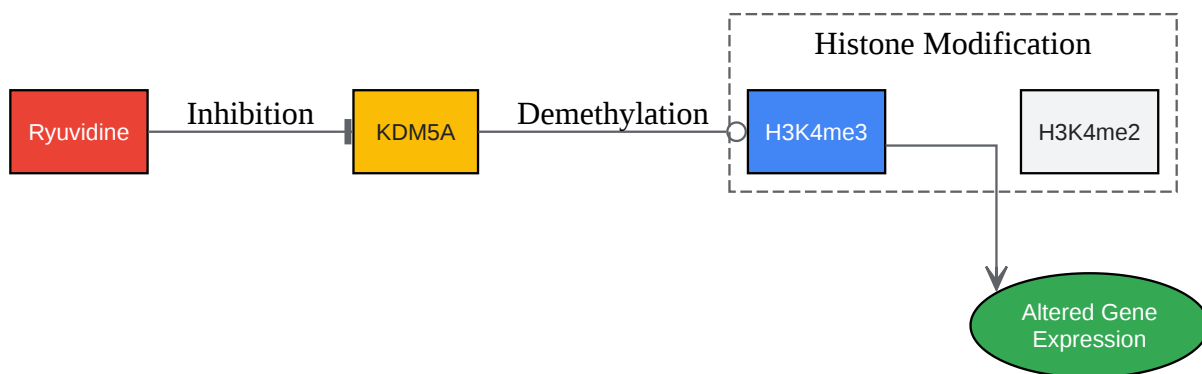 Histone Modification
Ryuvidine
Inhibition
KDM5A
Demethylation
H3K4me3
H3K4me2
Altered Gene
Expression